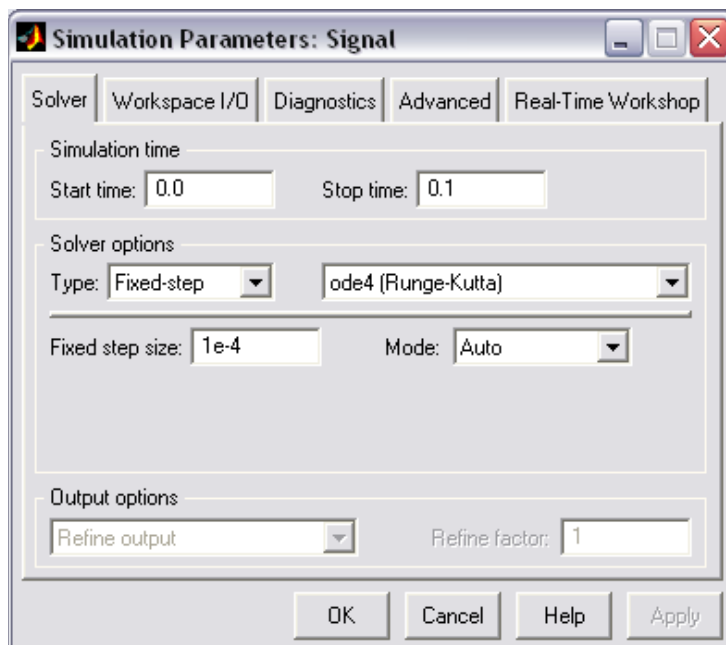 Simulation Parameters: Signal
Solver Workspace I/O Diagnostics Advanced Real-Time Workshop
Simulation time
Start time: 0.0 Stop time: 0.1
Solver options
Type: Fixed-step ode4 (Runge-Kutta)
Fixed step size: 1e-4 Mode: Auto
Output options
Refine output Refine factor: 1
OK Cancel Help Apply